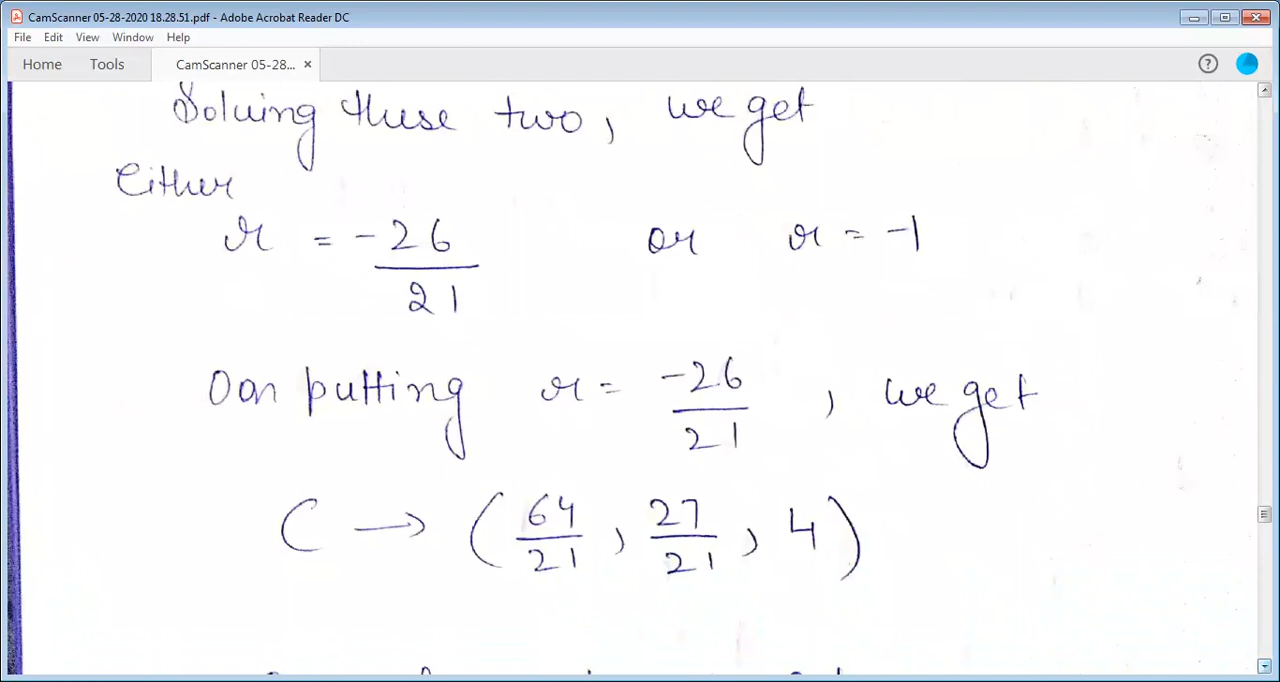 CamScanner 05-28-2020 18.28.51.pdf - Adobe Acrobat Reader DC
File Edit View Window Help
Home Tools CamScanner 05-28... ×
Solving these two, we get
Either
r = -26/21 or r = -1
Oon putting r = -26/21, we get
C → (64/21, 27/21, 4)